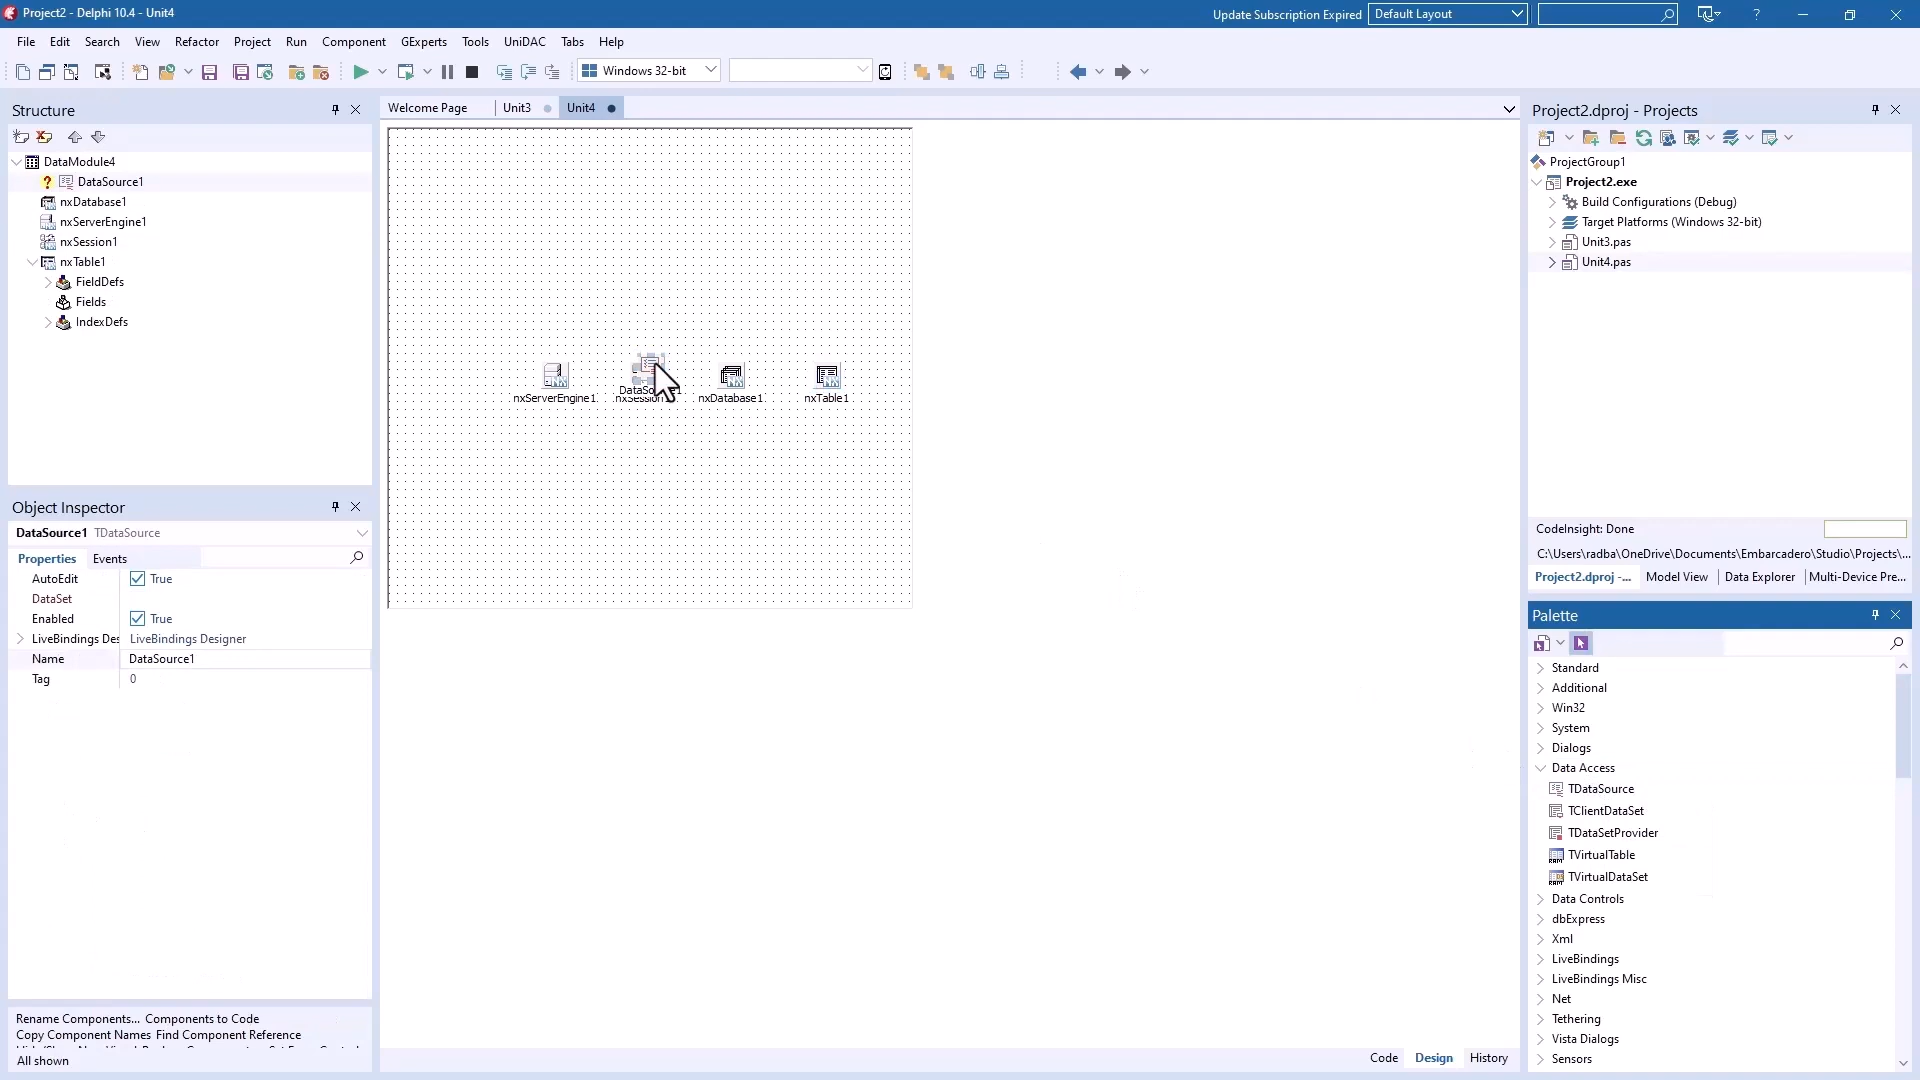 Project2 - Delphi 10.4 - Unit4
Update Subscription Expired
Default Layout
?
File Edit Search View Refactor Project Run Component GExperts Tools UniDAC Tabs Help
Windows 32-bit
Structure
DataModule4
? DataSource1
nxDatabase1
nxServerEngine1
nxSession1
nxTable1
FieldDefs
Fields
IndexDefs
Object Inspector
DataSource1 TDataSource
Properties Events
AutoEdit True
DataSet
Enabled True
LiveBindings Des LiveBindings Designer
Name DataSource1
Tag 0
Rename Components... Components to Code
Copy Component Names Find Component Reference
All shown
Welcome Page Unit3 Unit4
nxServerEngine1
nxDatabase1
nxTable1
Code Design History
Project2.dproj - Projects
ProjectGroup1
Project2.exe
Build Configurations (Debug)
Target Platforms (Windows 32-bit)
Unit3.pas
Unit4.pas
CodeInsight: Done
C:\Users\radba\OneDrive\Documents\Embarcadero\Studio\Projects\...
Project2.dproj -... Model View Data Explorer Multi-Device Pre...
Palette
Standard
Additional
Win32
System
Dialogs
Data Access
TDataSource
TClientDataSet
TDataSetProvider
TVirtualTable
TVirtualDataSet
Data Controls
dbExpress
Xml
LiveBindings
LiveBindings Misc
Net
Tethering
Vista Dialogs
Sensors